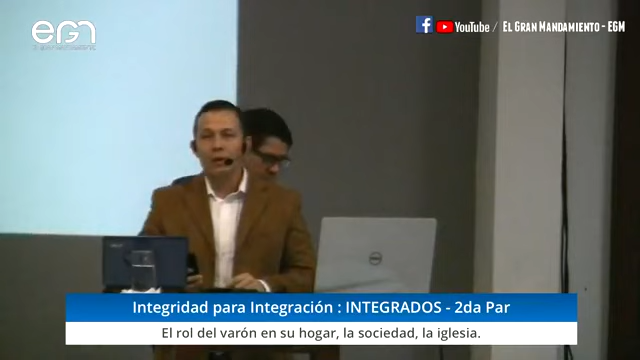 EGM
YouTube / EL GRAN MANDAMIENTO - EGM
DELL
Integridad para Integración : INTEGRADOS - 2da Par
El rol del varón en su hogar, la sociedad, la iglesia.